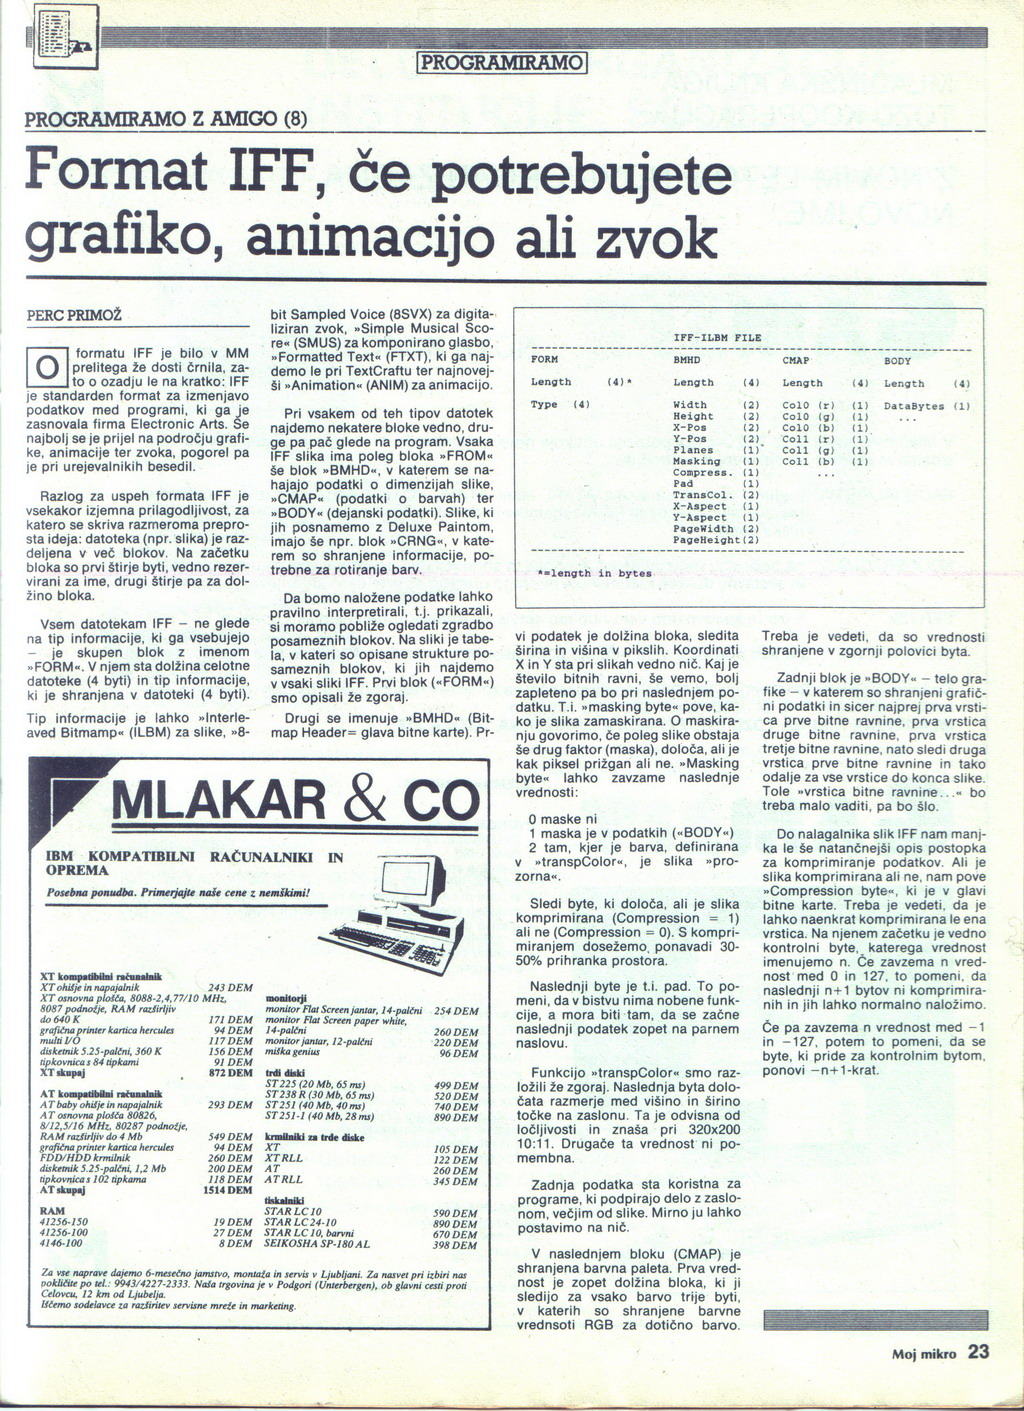 PROGRAMIRAMO
PROGRAMIRAMO Z AMIGO (8)
Format IFF, če potrebujete
grafiko, animacijo ali zvok
PERC PRIMOŽ
O formatu IFF je bilo v MM
prelitega že dosti črnila, za-
to o ozadju le na kratko: IFF
je standarden format za izmenjavo
podatkov med programi, ki ga je
zasnovala firma Electronic Arts. Še
najbolj se je prijel na področju grafi-
ke, animacije ter zvoka, pogorel pa
je pri urejevalnikih besedil.
Razlog za uspeh formata IFF je
vsekakor izjemna prilagodljivost, za
katero se skriva razmeroma prepro-
sta ideja: datoteka (npr. slika) je raz-
deljena v več blokov. Na začetku
bloka so prvi štirje byti, vedno rezer-
virani za ime, drugi štirje pa za dol-
žino bloka.
Vsem datotekam IFF – ne glede
na tip informacije, ki ga vsebujejo
– je skupen blok z imenom
»FORM«. V njem sta dolžina celotne
datoteke (4 byti) in tip informacije,
ki je shranjena v datoteki (4 byti).
Tip informacije je lahko »Interle-
aved Bitmamp« (ILBM) za slike, »8-
bit Sampled Voice (8SVX) za digita-
liziran zvok, »Simple Musical Sco-
re« (SMUS) za komponirano glasbo,
»Formatted Text« (FTXT), ki ga naj-
demo le pri TextCraftu ter najnovej-
ši »Animation« (ANIM) za animacijo.
Pri vsakem od teh tipov datotek
najdemo nekatere bloke vedno, dru-
ge pa pač glede na program. Vsaka
IFF slika ima poleg bloka »FROM«
še blok »BMHD«, v katerem se na-
hajajo podatki o dimenzijah slike,
»CMAP« (podatki o barvah) ter
»BODY« (dejanski podatki). Slike, ki
jih posnamemo z Deluxe Paintom,
imajo še npr. blok »CRNG«, v kate-
rem so shranjene informacije, po-
trebne za rotiranje barv.
Da bomo naložene podatke lahko
pravilno interpretirali, t.j. prikazali,
si moramo pobliže ogledati zgradbo
posameznih blokov. Na sliki je tabe-
la, v kateri so opisane strukture po-
sameznih blokov, ki jih najdemo
v vsaki sliki IFF. Prvi blok («FORM«)
smo opisali že zgoraj.
Drugi se imenuje »BMHD« (Bit-
map Header= glava bitne karte). Pr-
IFF-ILBM FILE
FORM BMHD CMAP BODY
Length (4)* Length (4) Length (4) Length (4)
Type (4) Width (2) Col0 (r) (1) DataBytes (1)
Height (2) Col0 (g) (1) ...
X-Pos (2) Col0 (b) (1)
Y-Pos (2) Col1 (r) (1)
Planes (1) Col1 (g) (1)
Masking (1) Col1 (b) (1)
Compress. (1) ...
Pad (1)
TransCol. (2)
X-Aspect (1)
Y-Aspect (1)
PageWidth (2)
PageHeight(2)
*=length in bytes
vi podatek je dolžina bloka, sledita
širina in višina v pikslih. Koordinati
X in Y sta pri slikah vedno nič. Kaj je
število bitnih ravni, še vemo, bolj
zapleteno pa bo pri naslednjem po-
datku. T.i. »masking byte« pove, ka-
ko je slika zamaskirana. O maskira-
nju govorimo, če poleg slike obstaja
še drug faktor (maska), določa, ali je
kak piksel prižgan ali ne. »Masking
byte« lahko zavzame naslednje
vrednosti:
0 maske ni
1 maska je v podatkih («BODY«)
2 tam, kjer je barva, definirana
v »transpColor«, je slika »pro-
zorna«.
Sledi byte, ki določa, ali je slika
komprimirana (Compression = 1)
ali ne (Compression = 0). S kompri-
miranjem dosežemo ponavadi 30-
50% prihranka prostora.
Naslednji byte je t.i. pad. To po-
meni, da v bistvu nima nobene funk-
cije, a mora biti tam, da se začne
naslednji podatek zopet na parnem
naslovu.
Funkcijo »transpColor« smo raz-
ložili že zgoraj. Naslednja byta dolo-
čata razmerje med višino in širino
točke na zaslonu. Ta je odvisna od
ločljivosti in znaša pri 320x200
10:11. Drugače ta vrednost ni po-
membna.
Zadnja podatka sta koristna za
programe, ki podpirajo delo z zaslo-
nom, večjim od slike. Mirno ju lahko
postavimo na nič.
V naslednjem bloku (CMAP) je
shranjena barvna paleta. Prva vred-
nost je zopet dolžina bloka, ki ji
sledijo za vsako barvo trije byti,
v katerih so shranjene barvne
vrednsoti RGB za dotično barvo.
Treba je vedeti, da so vrednosti
shranjene v zgornji polovici byta.
Zadnji blok je »BODY« – telo gra-
fike – v katerem so shranjeni grafič-
ni podatki in sicer najprej prva vrsti-
ca prve bitne ravnine, prva vrstica
druge bitne ravnine, prva vrstica
tretje bitne ravnine, nato sledi druga
vrstica prve bitne ravnine in tako
odalje za vse vrstice do konca slike.
Tole »vrstica bitne ravnine...« bo
treba malo vaditi, pa bo šlo.
Do nalagalnika slik IFF nam manj-
ka le še natančnejši opis postopka
za komprimiranje podatkov. Ali je
slika komprimirana ali ne, nam pove
»Compression byte«, ki je v glavi
bitne karte. Treba je vedeti, da je
lahko naenkrat komprimirana le ena
vrstica. Na njenem začetku je vedno
kontrolni byte, katerega vrednost
imenujemo n. Če zavzema n vred-
nost med 0 in 127, to pomeni, da
naslednji n+1 bytov ni komprimira-
nih in jih lahko normalno naložimo.
Če pa zavzema n vrednost med –1
in –127, potem to pomeni, da se
byte, ki pride za kontrolnim bytom,
ponovi –n+1-krat.
MLAKAR & CO
IBM KOMPATIBILNI RAČUNALNIKI IN
OPREMA
Posebna ponudba. Primerjajte naše cene z nemškimi!
XT kompatibilni računalnik
XT ohišje in napajalnik 243 DEM
XT osnovna plošča, 8088-2,4,77/10 MHz,
8087 podnožje, RAM razširljiv
do 640 K 171 DEM
grafična printer kartica hercules 94 DEM
multi I/O 117 DEM
disketnik 5.25-palčni, 360 K 156 DEM
tipkovnica s 84 tipkami 91 DEM
XT skupaj 872 DEM
AT kompatibilni računalnik
AT baby ohišje in napajalnik 293 DEM
AT osnovna plošča 80826,
8/12,5/16 MHz, 80287 podnožje,
RAM razširljiv do 4 Mb 549 DEM
grafična printer kartica hercules 94 DEM
FDD/HDD krmilnik 260 DEM
disketnik 5.25-palčni, 1,2 Mb 200 DEM
tipkovnica s 102 tipkama 118 DEM
AT skupaj 1514 DEM
RAM
41256-150 19 DEM
41256-100 27 DEM
4146-100 8 DEM
monitorji
monitor Flat Screen jantar, 14-palčni 254 DEM
monitor Flat Screen paper white,
14-palčni 260 DEM
monitor jantar, 12-palčni 220 DEM
miška genius 96 DEM
trdi diski
ST 225 (20 Mb, 65 ms) 499 DEM
ST 238 R (30 Mb, 65 ms) 520 DEM
ST 251 (40 Mb, 40 ms) 740 DEM
ST 251-1 (40 Mb, 28 ms) 890 DEM
krmilniki za trde diske
XT 105 DEM
XT RLL 122 DEM
AT 260 DEM
AT RLL 345 DEM
tiskalniki
STAR LC 10 590 DEM
STAR LC 24-10 890 DEM
STAR LC 10, barvni 670 DEM
SEIKOSHA SP-180 AL 398 DEM
Za vse naprave dajemo 6-mesečno jamstvo, montaža in servis v Ljubljani. Za nasvet pri izbiri nas
pokličite po tel.: 9943/4227-2333. Naša trgovina je v Podgori (Unterbergen), ob glavni cesti proti
Celovcu, 12 km od Ljubelja.
Iščemo sodelavce za razširitev servisne mreže in marketing.
Moj mikro 23